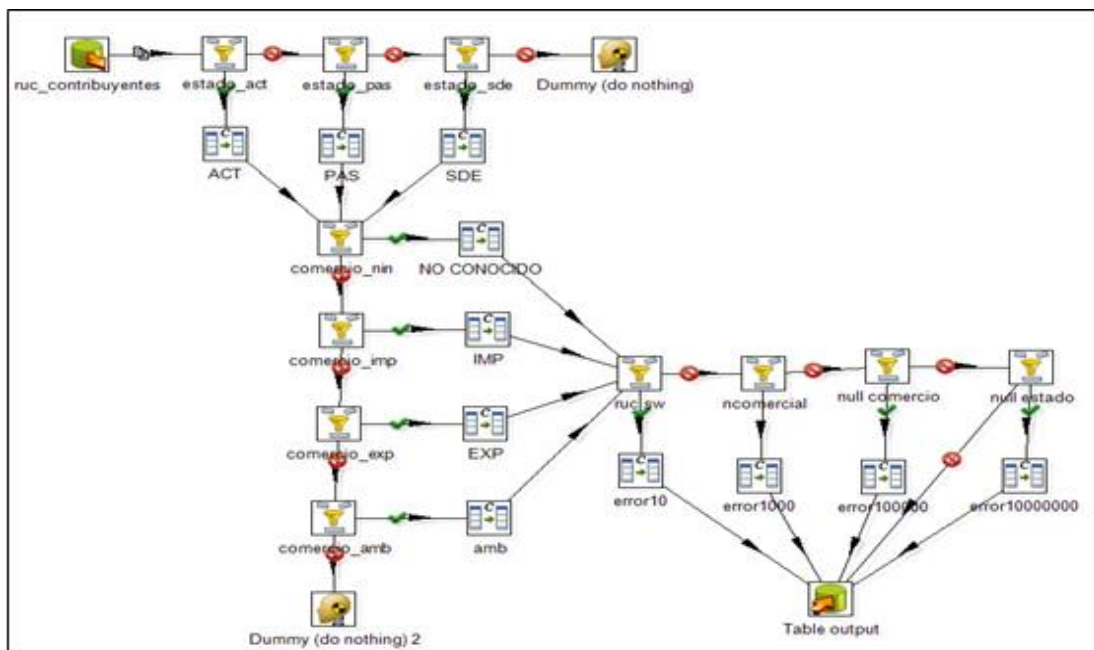 ruc_contribuyentes
estado_act
estado_pas
estado_sde
Dummy (do nothing)
C
C
C
ACT
PAS
SDE
C
comercio_nin
NO CONOCIDO
C
comercio_imp
IMP
ruc_sw
ncomercial
null comercio
null estado
C
comercio_exp
EXP
C
C
C
C
error10
error1000
error100000
error10000000
C
comercio_amb
amb
Dummy (do nothing) 2
Table output